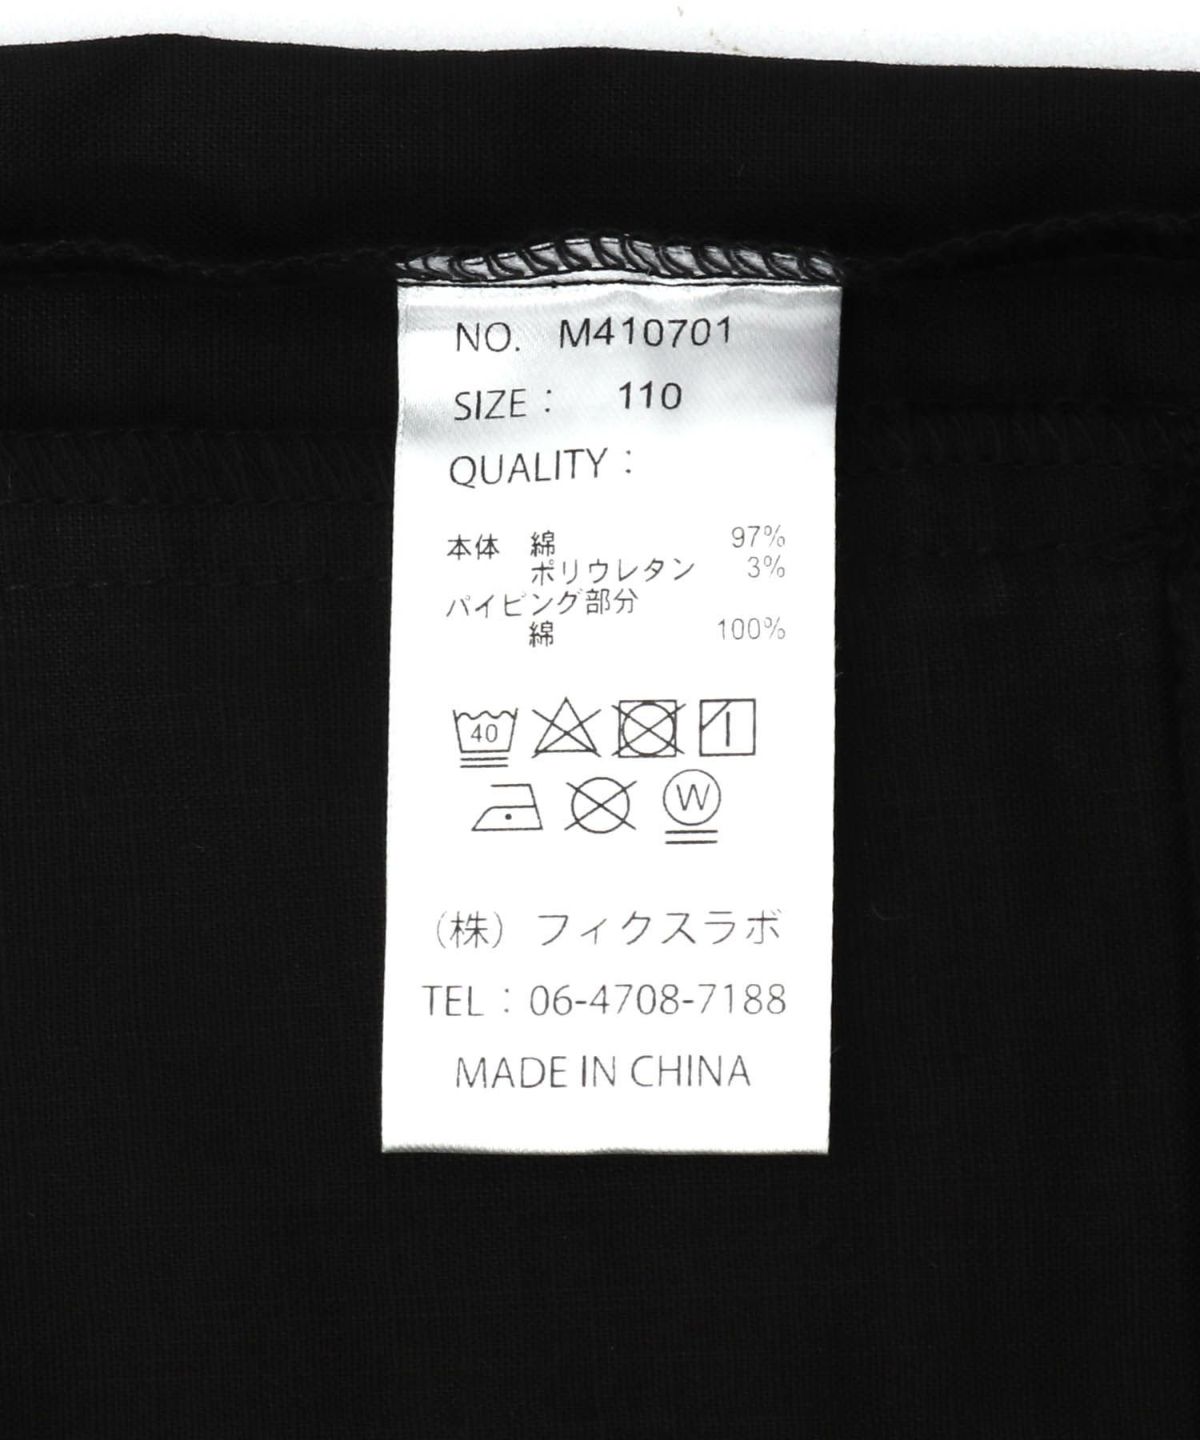 NO. M410701
SIZE : 110
QUALITY :
本体 綿 97%
ポリウレタン 3%
パイピング部分
綿 100%
40
W
(株) フィクスラボ
TEL : 06-4708-7188
MADE IN CHINA